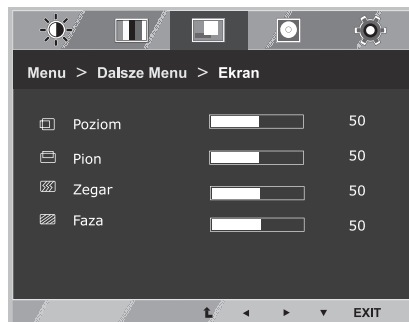 Menu > Dalsze Menu > Ekran
Poziom 50
Pion 50
Zegar 50
Faza 50
EXIT